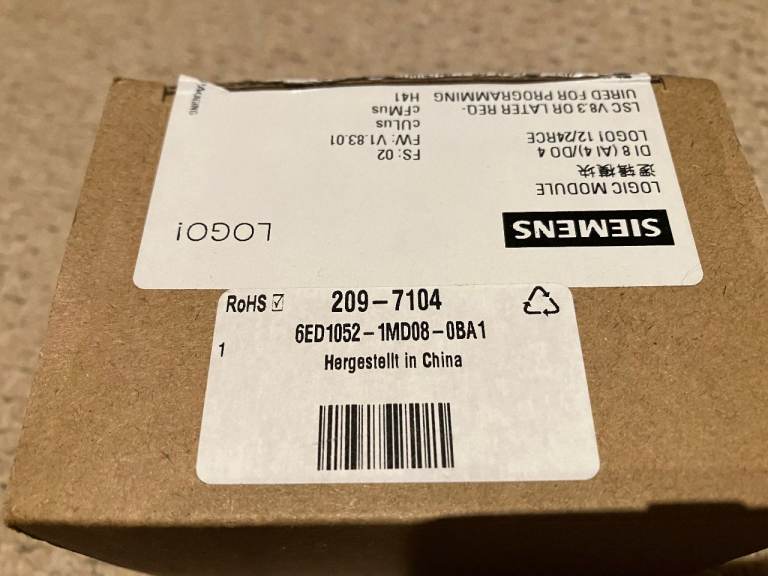 SIEMENS
LOGO!
LOGIC MODULE
逻辑模块
DI 8 (AI 4)/DO 4
LOGO! 12/24RCE
LSC V8.3 OR LATER REQ-
UIRED FOR PROGRAMMING
FS: 02
FW: V1.83.01
cULus
cFMus
H41
RoHS
209-7104
6ED1052-1MD08-0BA1
1
Hergestellt in China